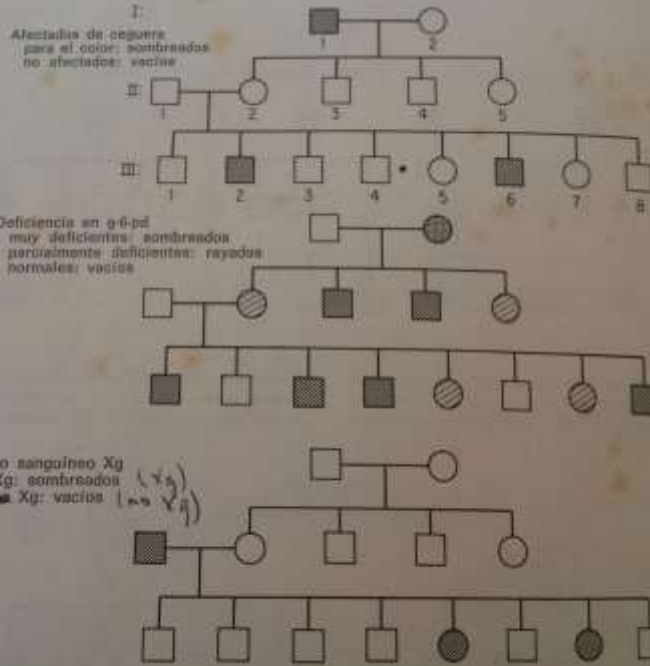 I:
Afectados de ceguera
para el color: sombreados
no afectados: vacíos
1 2
II:
1 2 3 4 5
III:
1 2 3 4 5 6 7 8
Deficiencia en g-6-pd
muy deficientes: sombreados
parcialmente deficientes: rayados
normales: vacíos
o sanguíneo Xg
Xg: sombreados (Xg)
Xg: vacíos (no Xg)